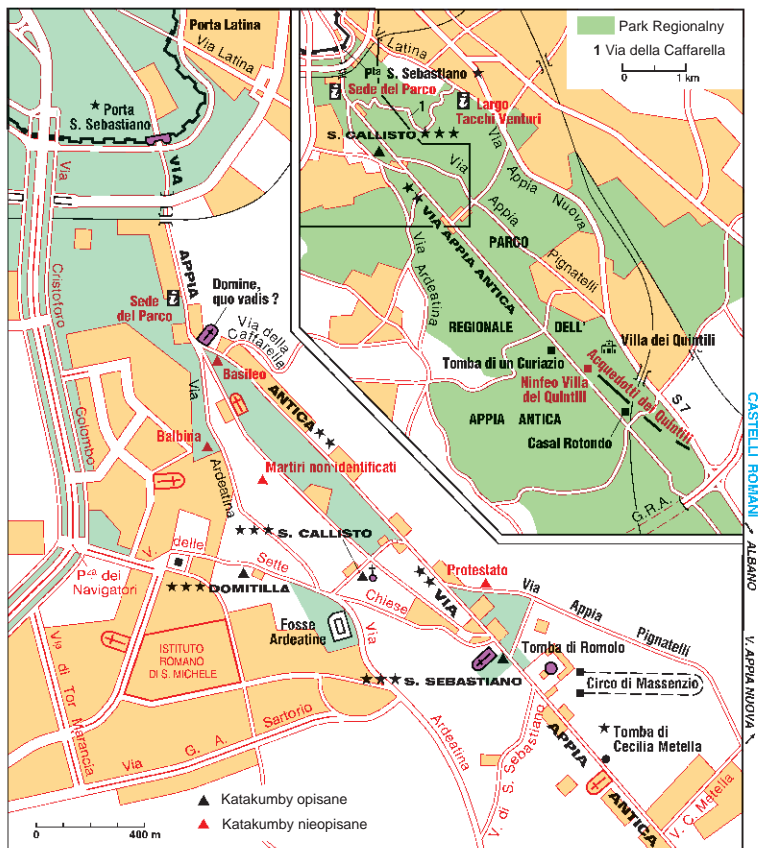 Porta Latina
Via Latina
★ Porta
S. Sebastiano
Via
VIA
APPIA
Cristoforo
Colombo
Sede
del Parco
Domine,
quo vadis ?
Via della
Caffarelle
Basileo
ANTICA ★★
Via
Ardeatina
Balbina
Martiri non identificati
★★★ S. CALLISTO
V. delle Sette Chiese
P.za dei
Navigatori
★★★ DOMITILLA
Fosse
Ardeatine
Via
Ardeatina
ISTITUTO
ROMANO
DI S. MICHELE
Via di Tor Marancia
Via G. A. Sartorio
★★★ S. SEBASTIANO
★★ VIA
Protestato
Via Appia Pignatelli
Tomba di Romolo
Circo di Massenzio
★ Tomba di
Cecilia Metella
V. di S. Sebastiano
APPIA
ANTICA
V. C. Metella
Katakumby opisane
Katakumby nieopisane
0 400 m
Park Regionalny
1 Via della Caffarella
0 1 km
V. Latina
Pta S. Sebastiano ★
Sede del Parco
1
Largo
Tacchi Venturi
S. CALLISTO ★★★
Via Appia Nuova
Via Appia Pignatelli
★★ VIA APPIA ANTICA
Via Ardeatina
PARCO
REGIONALE DELL'
Villa dei Quintili
Tomba di un Curiazio
Ninfeo Villa
del Quintili
Acquedotti dei Quintili
S 7
APPIA ANTICA
Casal Rotondo
G.R.A.
CASTELLI ROMANI
ALBANO
V. APPIA NUOVA